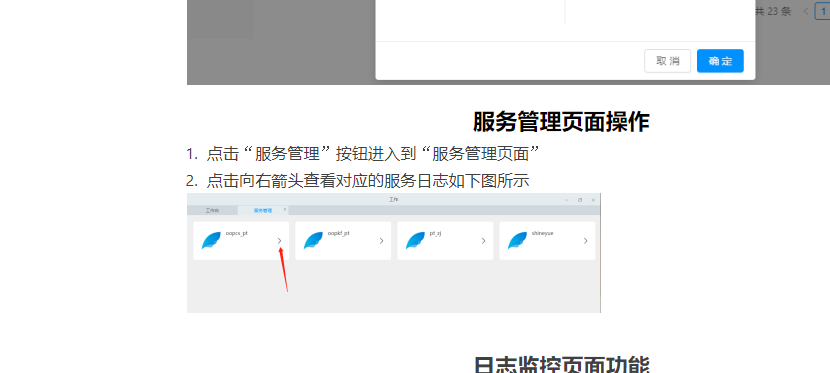 共 23 条
1
取 消
确 定
服务管理页面操作
1. 点击“服务管理”按钮进入到“服务管理页面”
2. 点击向右箭头查看对应的服务日志如下图所示
工作
工作台
服务管理
oopcs_pt
oopkf_pt
pt_zj
shineyue
日志监控页面功能